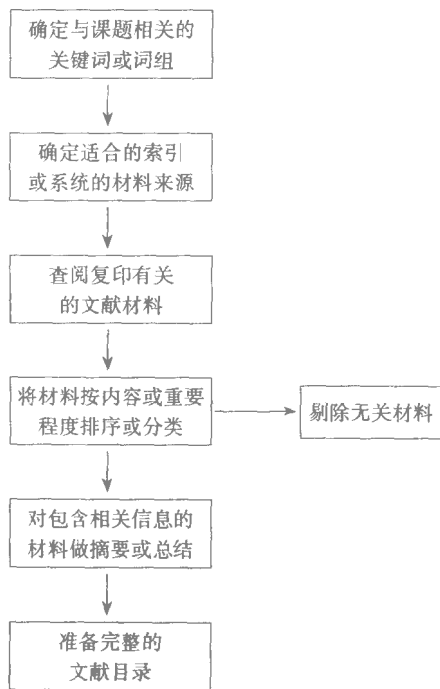 确定与课题相关的
关键词或词组
确定适合的索引
或系统的材料来源
查阅复印有关
的文献材料
将材料按内容或重要
程度排序或分类
剔除无关材料
对包含相关信息的
材料做摘要或总结
准备完整的
文献目录